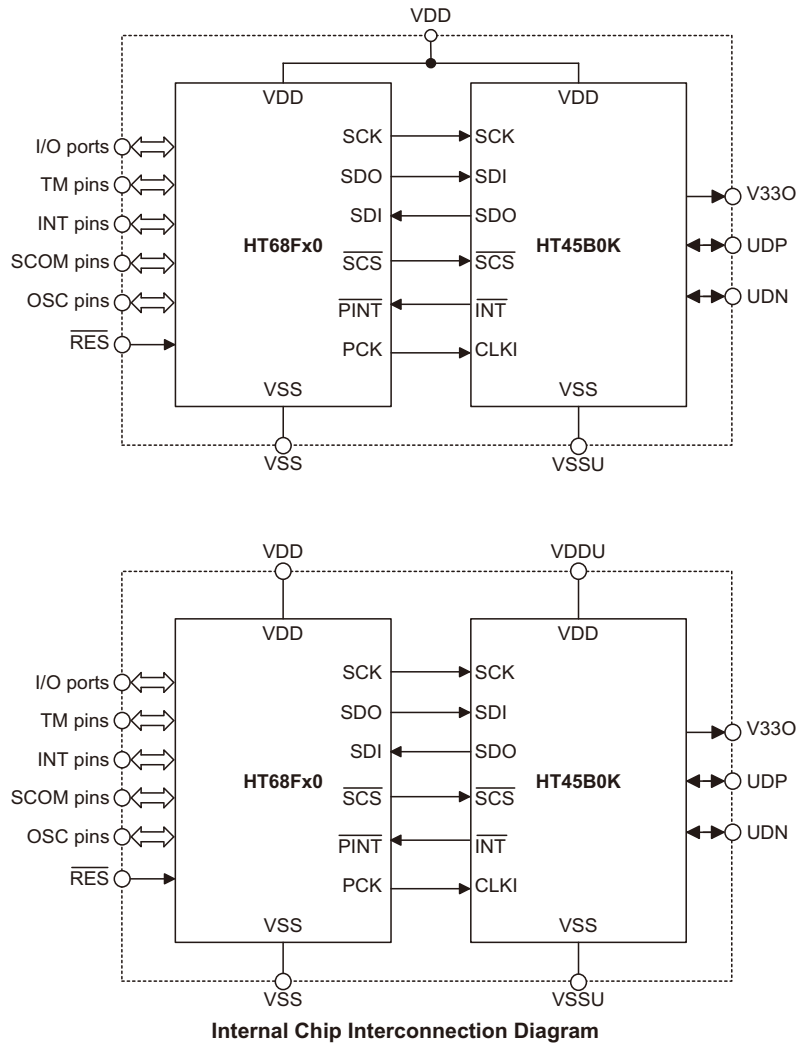 VDD
VDD VDD
I/O ports SCK SCK
TM pins SDO SDI
V33O
INT pins SDI SDO
HT68Fx0 HT45B0K UDP
SCOM pins SCS SCS
OSC pins PINT INT UDN
RES PCK CLKI
VSS VSS
VSS VSSU
VDD VDDU
VDD VDD
I/O ports SCK SCK
TM pins SDO SDI
V33O
INT pins SDI SDO
HT68Fx0 HT45B0K UDP
SCOM pins SCS SCS
OSC pins PINT INT UDN
RES PCK CLKI
VSS VSS
VSS VSSU
Internal Chip Interconnection Diagram